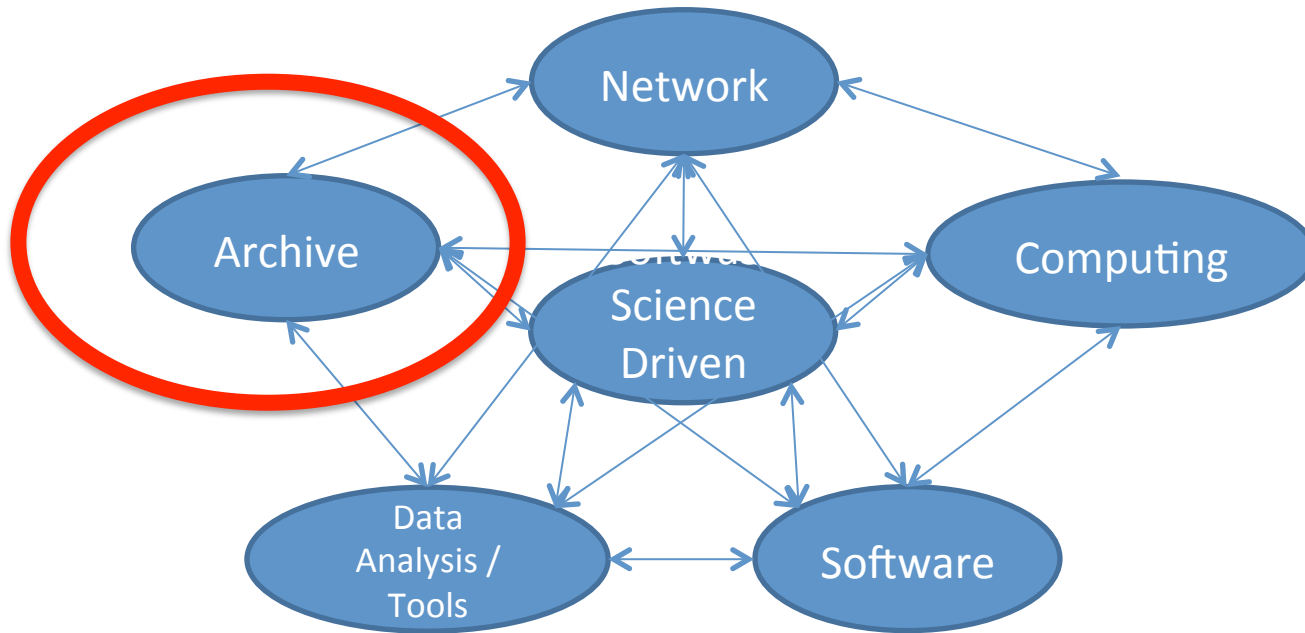 Network
Archive
Computing
Science
Driven
Data
Analysis /
Tools
Software